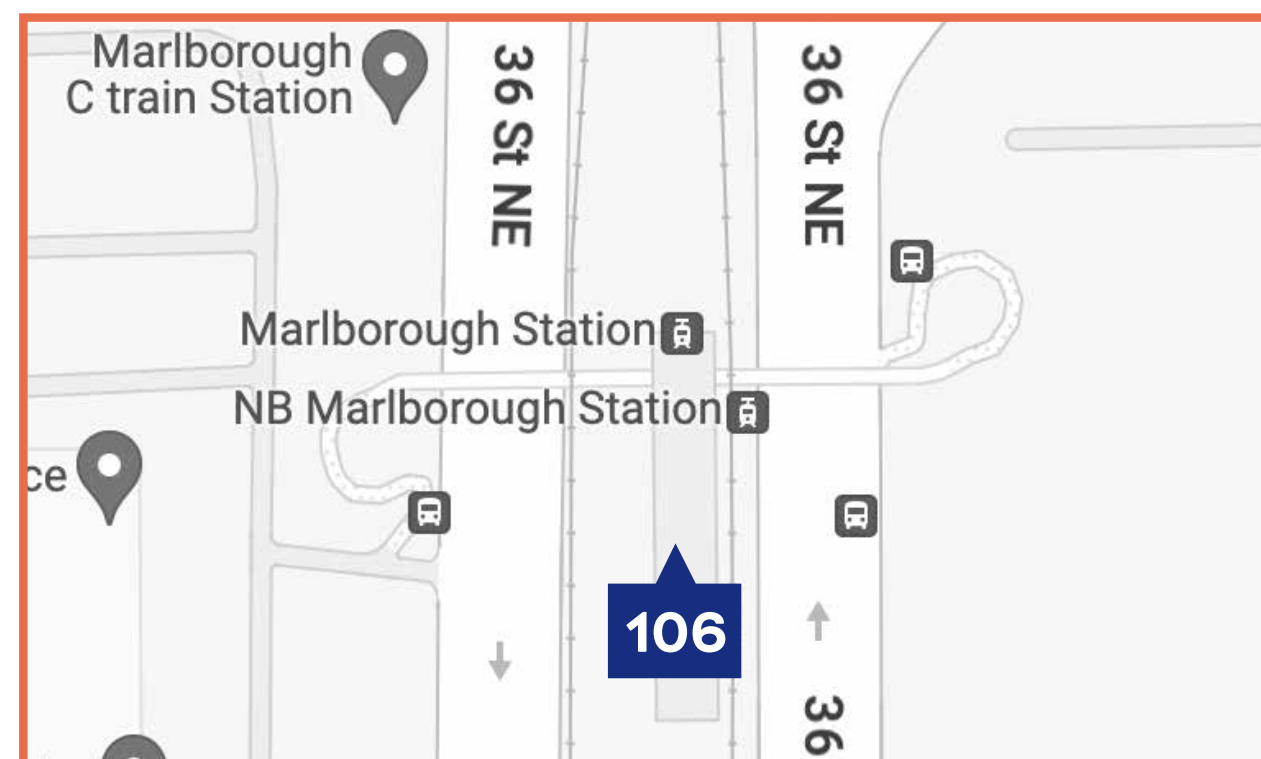 Marlborough
C train Station
36 St NE
36 St NE
Marlborough Station
NB Marlborough Station
ce
106
36